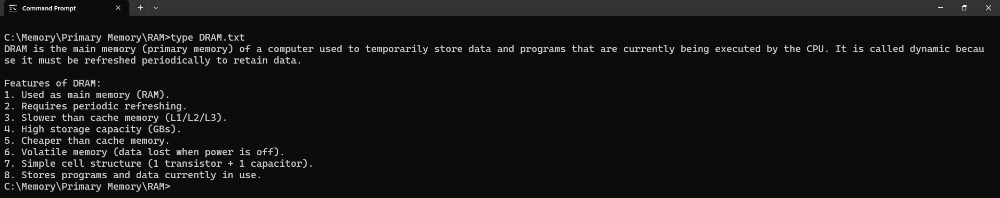 Command Prompt
C:\Memory\Primary Memory\RAM>type DRAM.txt
DRAM is the main memory (primary memory) of a computer used to temporarily store data and programs that are currently being executed by the CPU. It is called dynamic becau
se it must be refreshed periodically to retain data.
Features of DRAM:
1. Used as main memory (RAM).
2. Requires periodic refreshing.
3. Slower than cache memory (L1/L2/L3).
4. High storage capacity (GBs).
5. Cheaper than cache memory.
6. Volatile memory (data lost when power is off).
7. Simple cell structure (1 transistor + 1 capacitor).
8. Stores programs and data currently in use.
C:\Memory\Primary Memory\RAM>